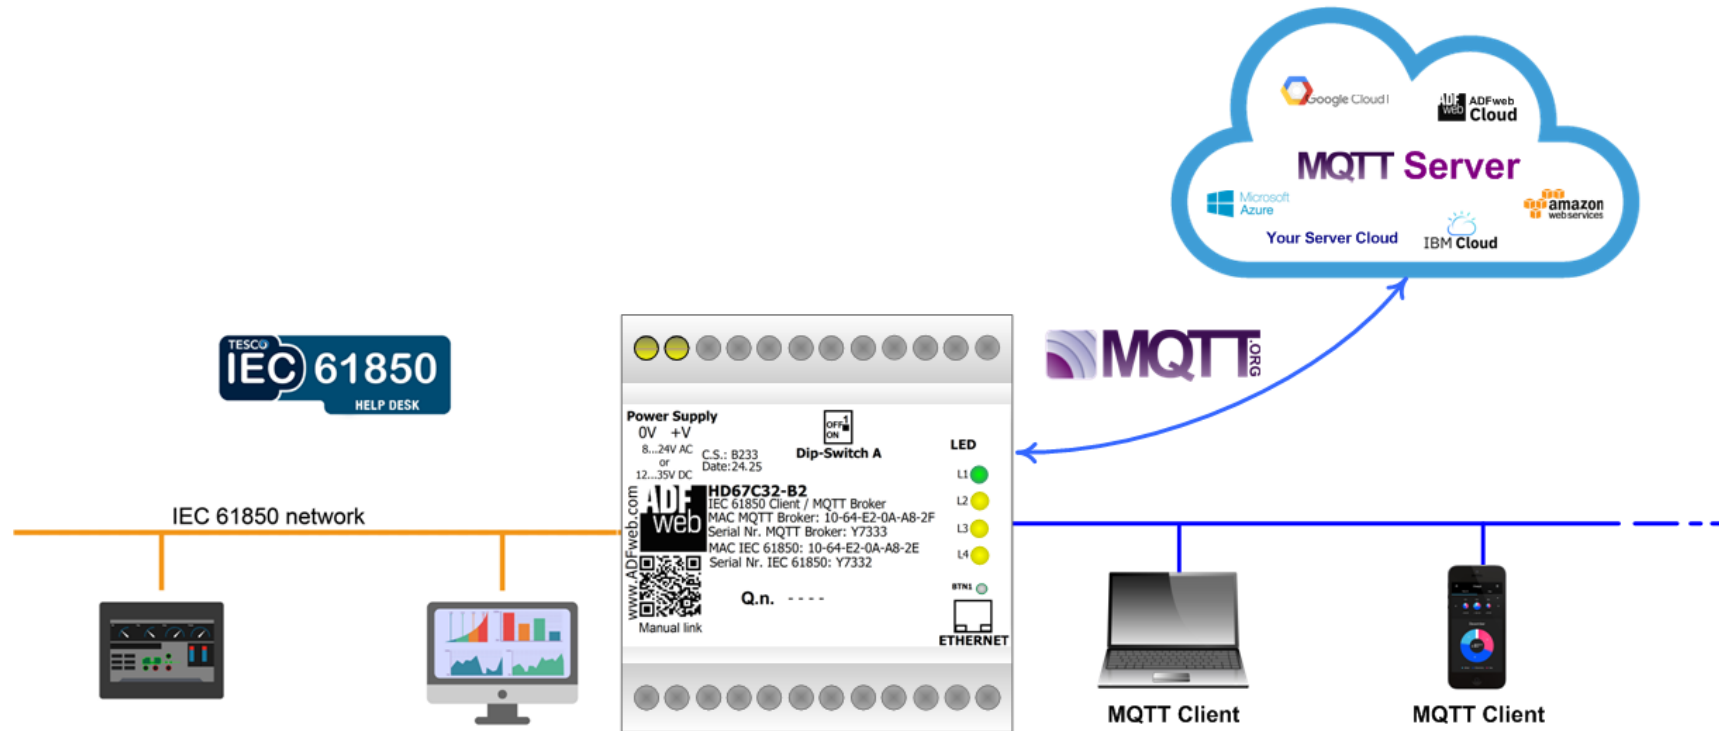 Google Cloud
ADF
web
ADFweb
Cloud
MQTT Server
Microsoft
Azure
amazon
web services
Your Server Cloud
IBM Cloud
TESCO
IEC 61850
HELP DESK
MQTT
.ORG
Power Supply
0V +V
8...24V AC
or
12...35V DC
C.S.: B233
Date:24.25
OFF 1
ON
Dip-Switch A
LED
L1
L2
L3
L4
BTN1
ETHERNET
www.ADFweb.com
ADF
web
HD67C32-B2
IEC 61850 Client / MQTT Broker
MAC MQTT Broker: 10-64-E2-0A-A8-2F
Serial Nr. MQTT Broker: Y7333
MAC IEC 61850: 10-64-E2-0A-A8-2E
Serial Nr. IEC 61850: Y7332
Q.n. - - - -
Manual link
IEC 61850 network
MQTT Client
MQTT Client